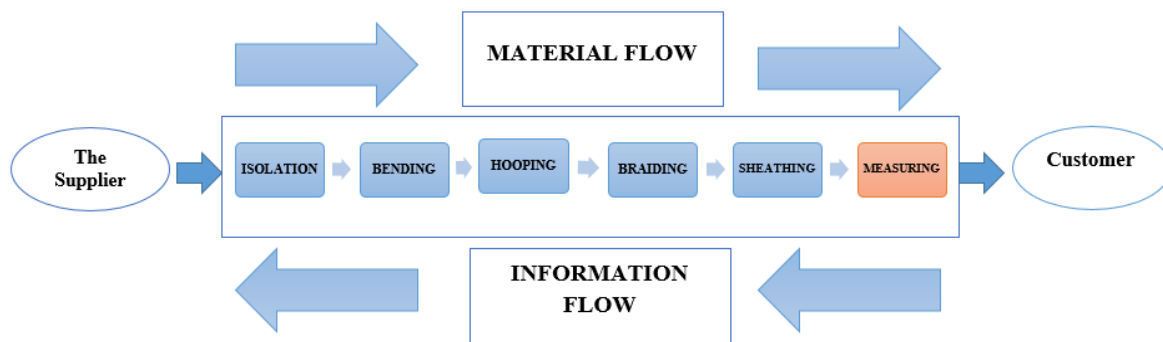 MATERIAL FLOW
The
Supplier
ISOLATION
BENDING
HOOPING
BRAIDING
SHEATHING
MEASURING
Customer
INFORMATION
FLOW